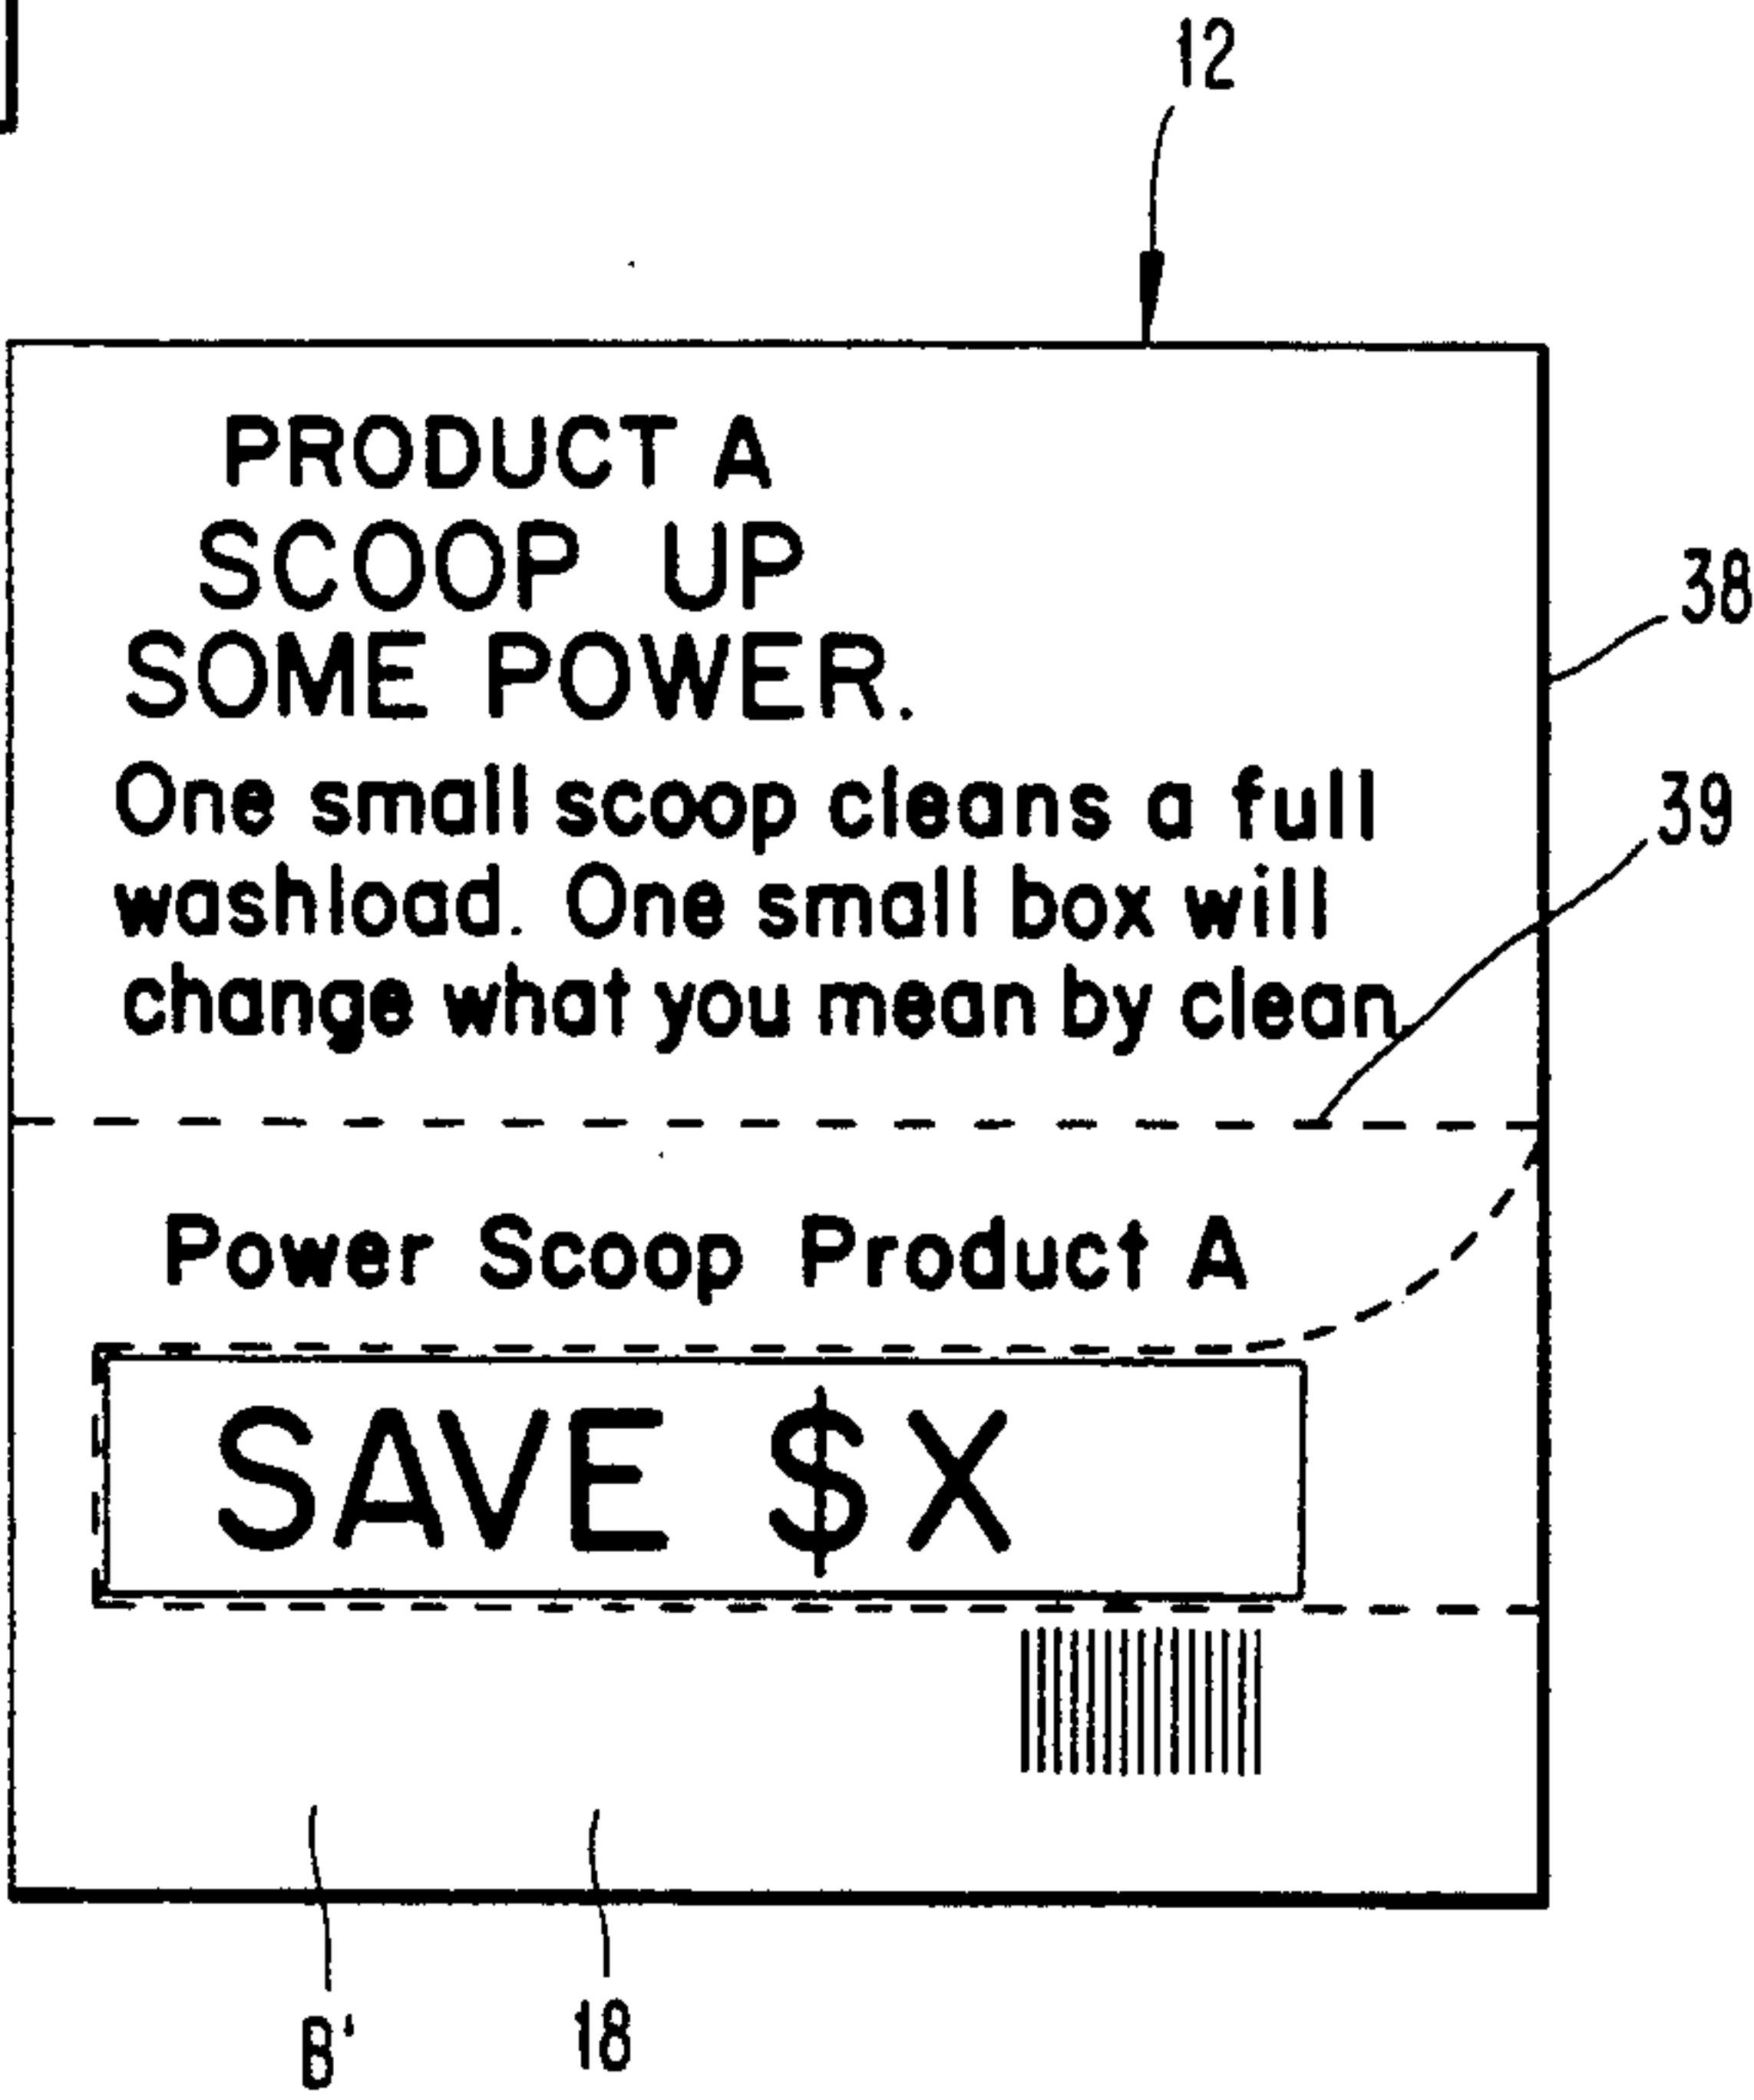 12
PRODUCT A
SCOOP UP
SOME POWER.
38
One small scoop cleans a full
39
washload. One small box will
change what you mean by clean
Power Scoop Product A
SAVE $X
B' 18